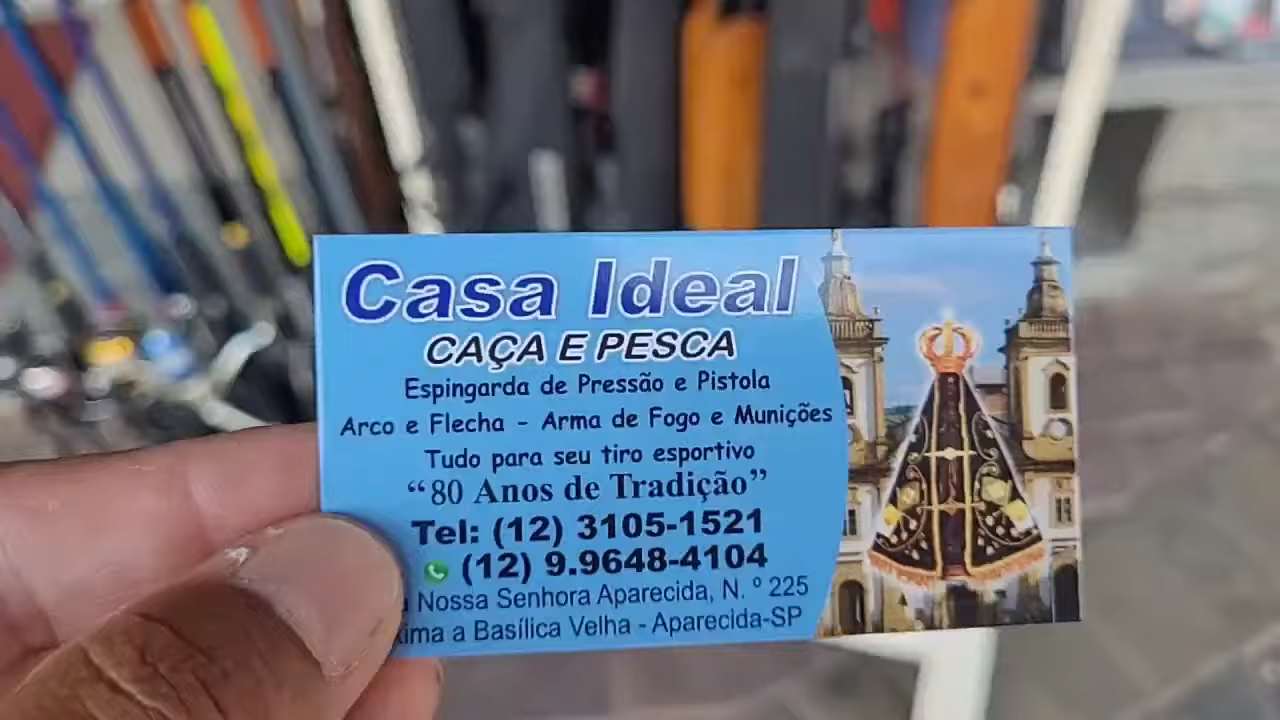 Casa Ideal
CAÇA E PESCA
Espingarda de Pressão e Pistola
Arco e Flecha - Arma de Fogo e Munições
Tudo para seu tiro esportivo
“80 Anos de Tradição”
Tel: (12) 3105-1521
(12) 9.9648-4104
Nossa Senhora Aparecida, N. º 225
a Basílica Velha - Aparecida-SP